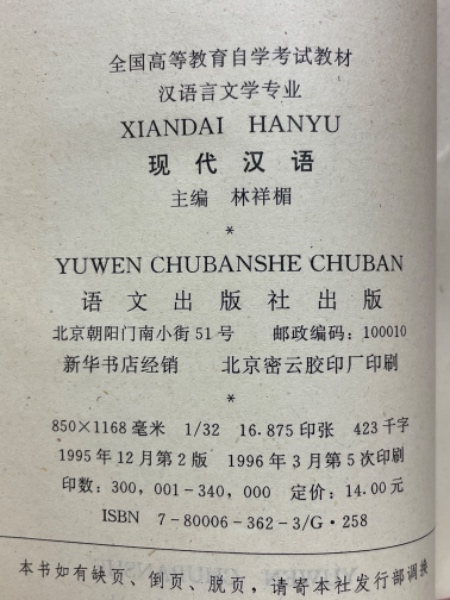 全国高等教育自学考试教材
汉语言文学专业
XIANDAI HANYU
现代汉语
主编 林祥楣
*
YUWEN CHUBANSHE CHUBAN
语文出版社出版
北京朝阳门南小街51号 邮政编码：100010
新华书店经销 北京密云胶印厂印刷
*
850×1168毫米 1/32 16.875印张 423千字
1995年12月第2版 1996年3月第5次印刷
印数：300,001-340,000 定价：14.00元
ISBN 7-80006-362-3/G·258
本书如有缺页、倒页、脱页，请寄本社发行部调换